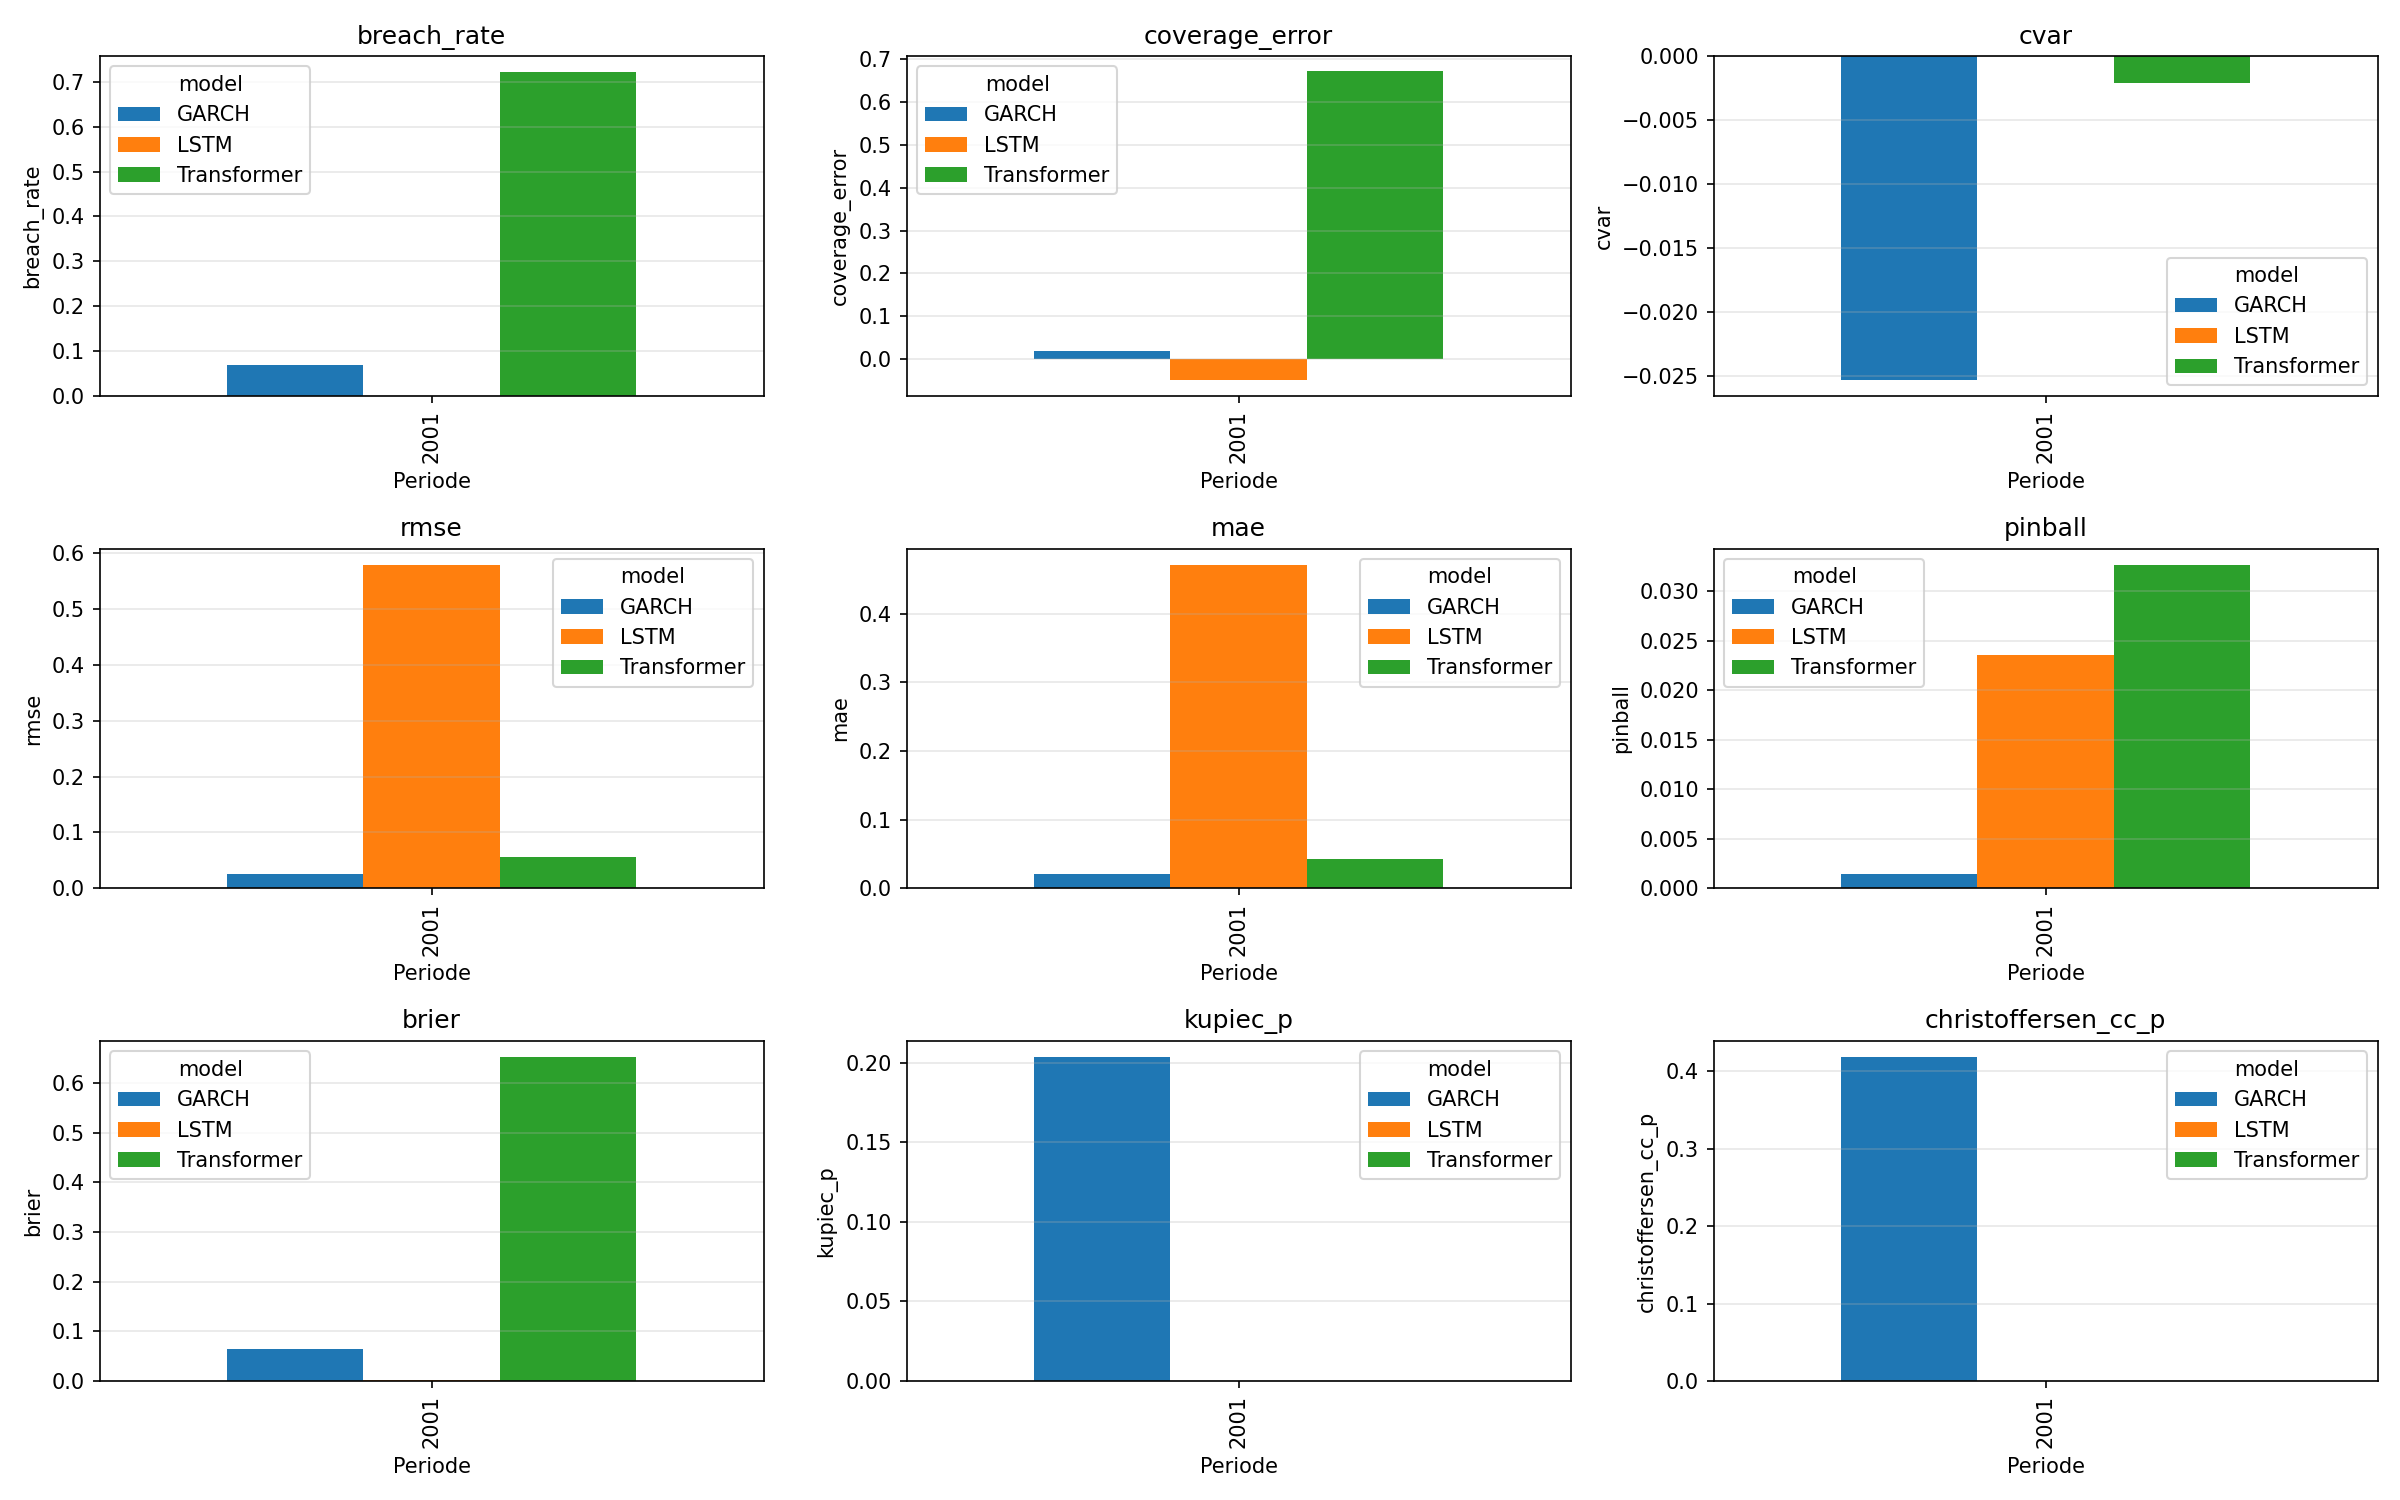 breach_rate
breach_rate
0.7
0.6
0.5
0.4
0.3
0.2
0.1
0.0
model
GARCH
LSTM
Transformer
2001
Periode
coverage_error
coverage_error
0.7
0.6
0.5
0.4
0.3
0.2
0.1
0.0
model
GARCH
LSTM
Transformer
2001
Periode
cvar
cvar
0.000
−0.005
−0.010
−0.015
−0.020
−0.025
model
GARCH
LSTM
Transformer
2001
Periode
rmse
rmse
0.6
0.5
0.4
0.3
0.2
0.1
0.0
model
GARCH
LSTM
Transformer
2001
Periode
mae
mae
0.4
0.3
0.2
0.1
0.0
model
GARCH
LSTM
Transformer
2001
Periode
pinball
pinball
0.030
0.025
0.020
0.015
0.010
0.005
0.000
model
GARCH
LSTM
Transformer
2001
Periode
brier
brier
0.6
0.5
0.4
0.3
0.2
0.1
0.0
model
GARCH
LSTM
Transformer
2001
Periode
kupiec_p
kupiec_p
0.20
0.15
0.10
0.05
0.00
model
GARCH
LSTM
Transformer
2001
Periode
christoffersen_cc_p
christoffersen_cc_p
0.4
0.3
0.2
0.1
0.0
model
GARCH
LSTM
Transformer
2001
Periode